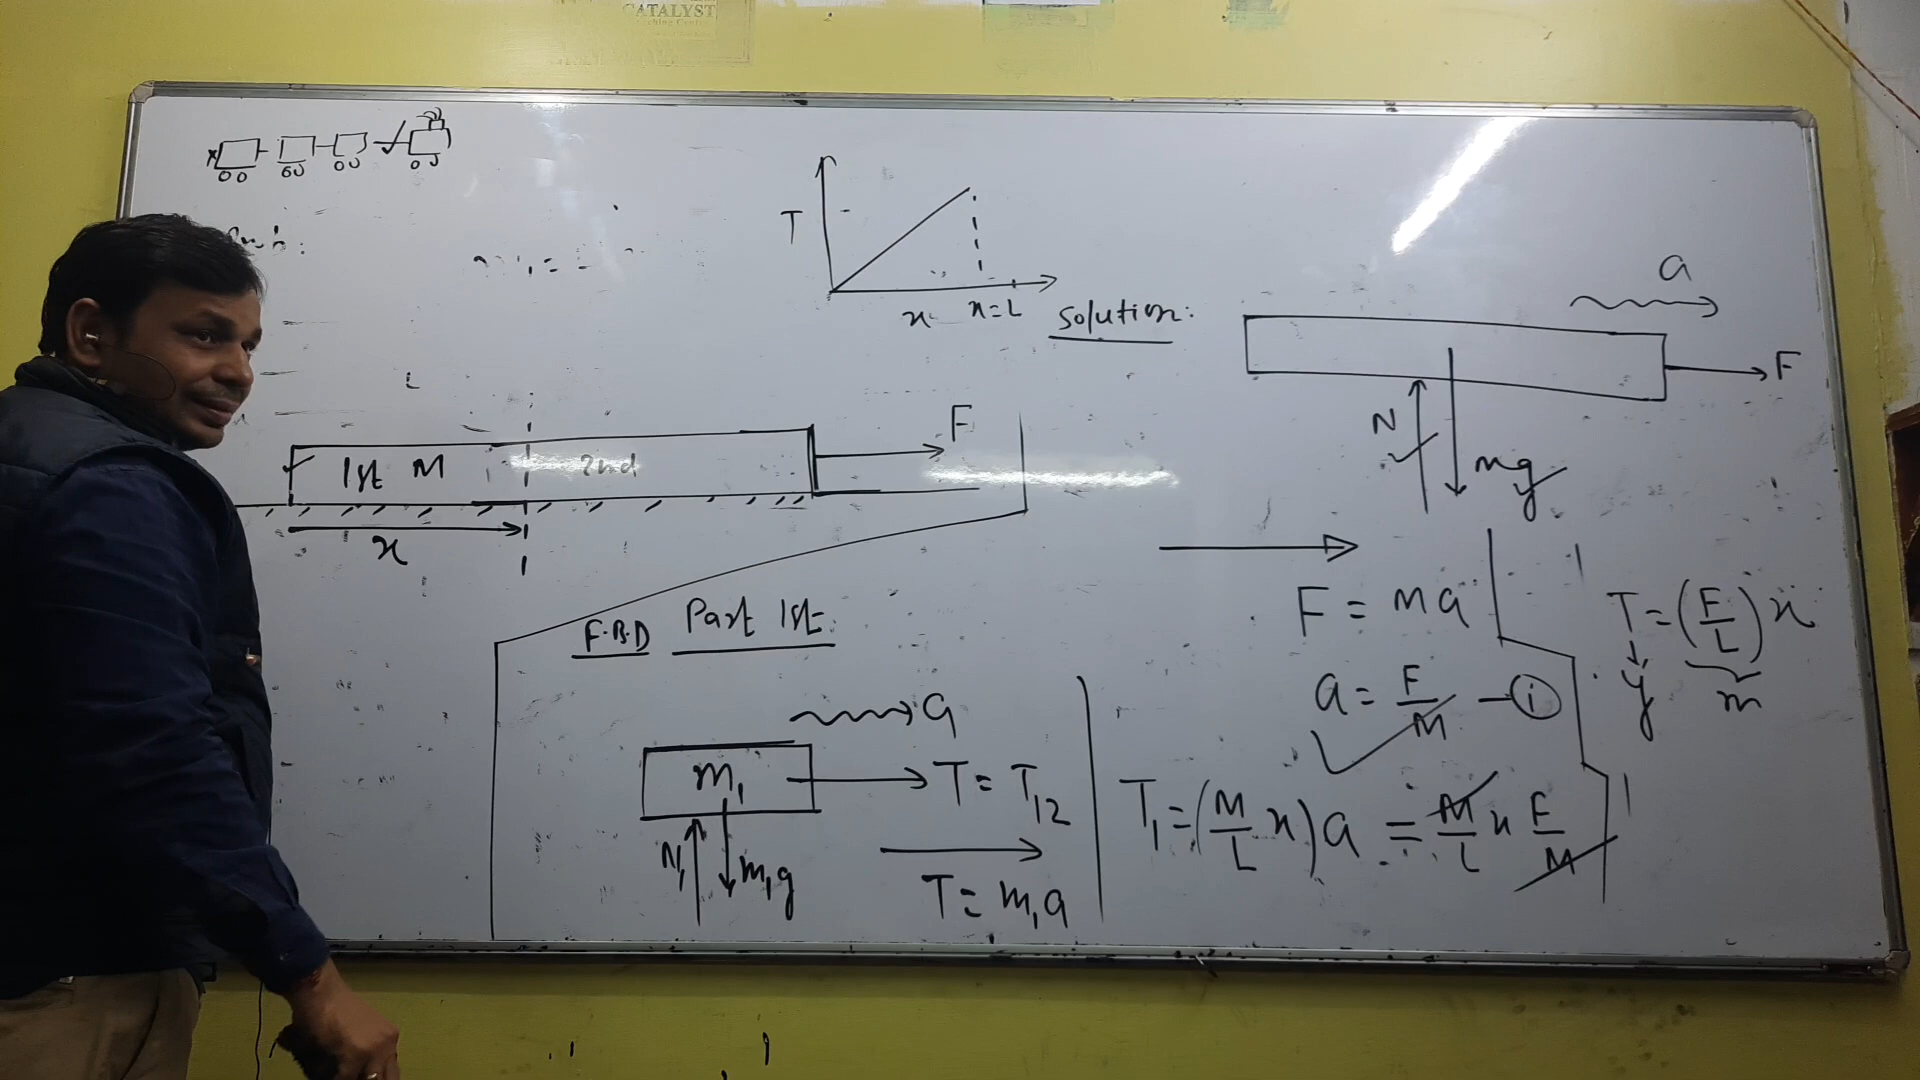 CATALYST
T
x
x=L
Solution:
a
F
N
mg
L
1st M
2nd
F
x
F = Ma
a = F/M - (i)
T = (F/L) x
y
m
F.B.D Part 1st
a
m₁
T = T₁₂
N₁
m₁g
T = m₁a
T₁ = (M/L x) a = M/L x F/M